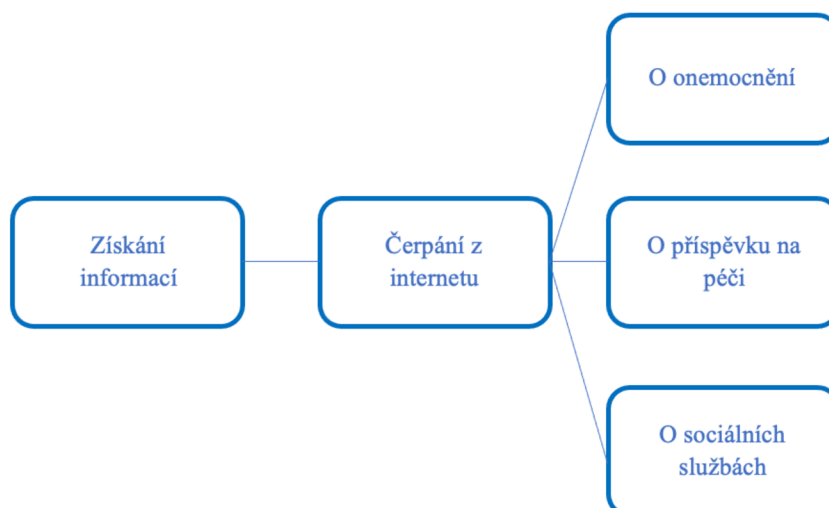 Získání
informací
Čerpání z
internetu
O onemocnění
O příspěvku na
péči
O sociálních
službách